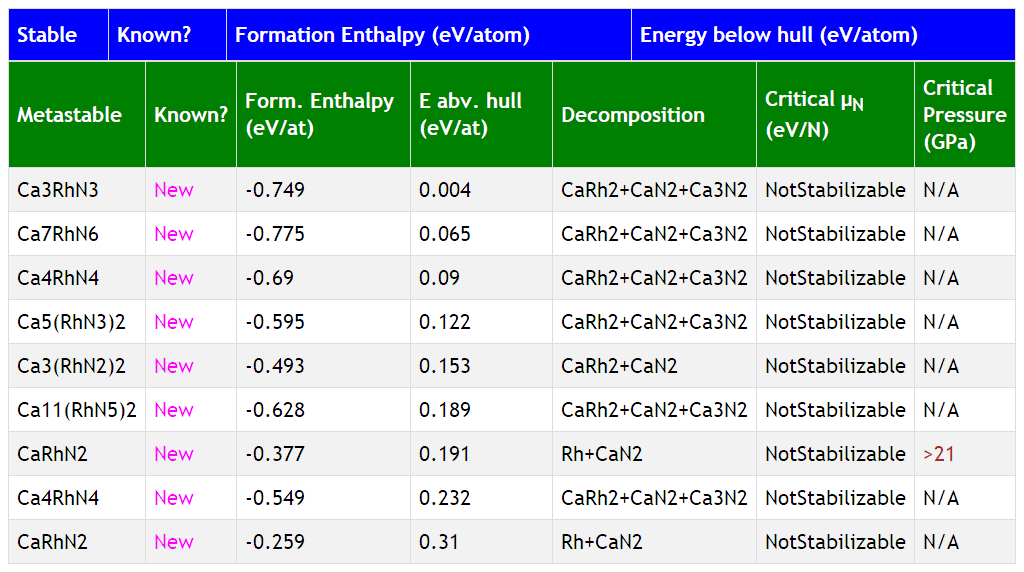 Stable Known? Formation Enthalpy (eV/atom) Energy below hull (eV/atom)
Metastable Known? Form. Enthalpy (eV/at) E abv. hull (eV/at) Decomposition Critical μN (eV/N) Critical Pressure (GPa)
Ca3RhN3 New -0.749 0.004 CaRh2+CaN2+Ca3N2 NotStabilizable N/A
Ca7RhN6 New -0.775 0.065 CaRh2+CaN2+Ca3N2 NotStabilizable N/A
Ca4RhN4 New -0.69 0.09 CaRh2+CaN2+Ca3N2 NotStabilizable N/A
Ca5(RhN3)2 New -0.595 0.122 CaRh2+CaN2+Ca3N2 NotStabilizable N/A
Ca3(RhN2)2 New -0.493 0.153 CaRh2+CaN2 NotStabilizable N/A
Ca11(RhN5)2 New -0.628 0.189 CaRh2+CaN2+Ca3N2 NotStabilizable N/A
CaRhN2 New -0.377 0.191 Rh+CaN2 NotStabilizable >21
Ca4RhN4 New -0.549 0.232 CaRh2+CaN2+Ca3N2 NotStabilizable N/A
CaRhN2 New -0.259 0.31 Rh+CaN2 NotStabilizable N/A